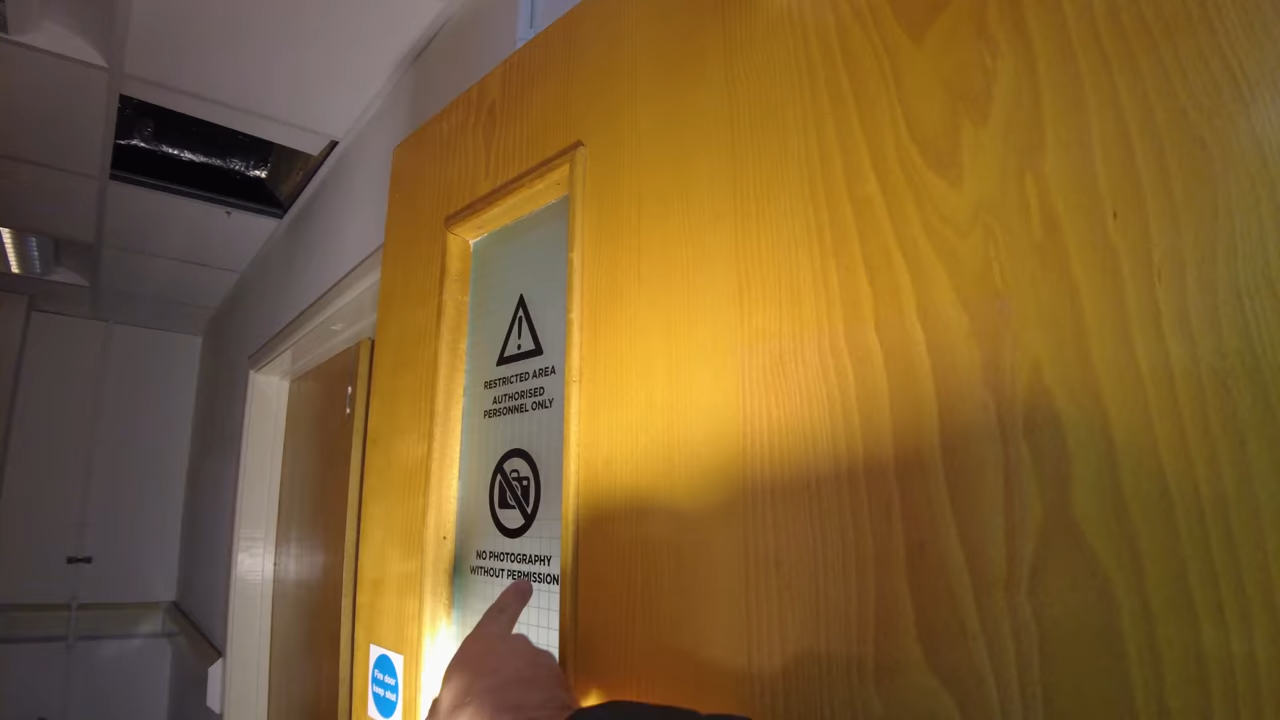 RESTRICTED AREA
AUTHORISED
PERSONNEL ONLY
NO PHOTOGRAPHY
WITHOUT PERMISSION
Fire door
keep shut